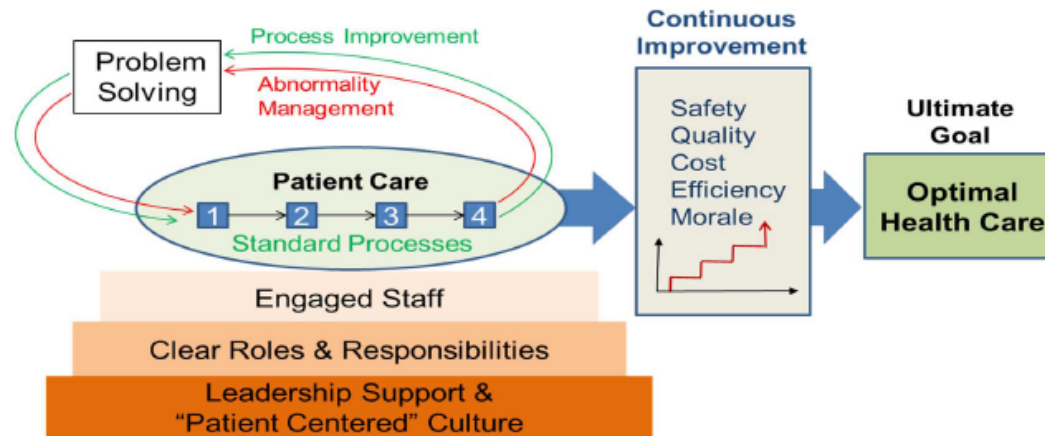 Process Improvement
Problem
Solving
Abnormality
Management
Patient Care
1
2
3
4
Standard Processes
Engaged Staff
Clear Roles & Responsibilities
Leadership Support &
“Patient Centered” Culture
Continuous
Improvement
Safety
Quality
Cost
Efficiency
Morale
Ultimate
Goal
Optimal
Health Care